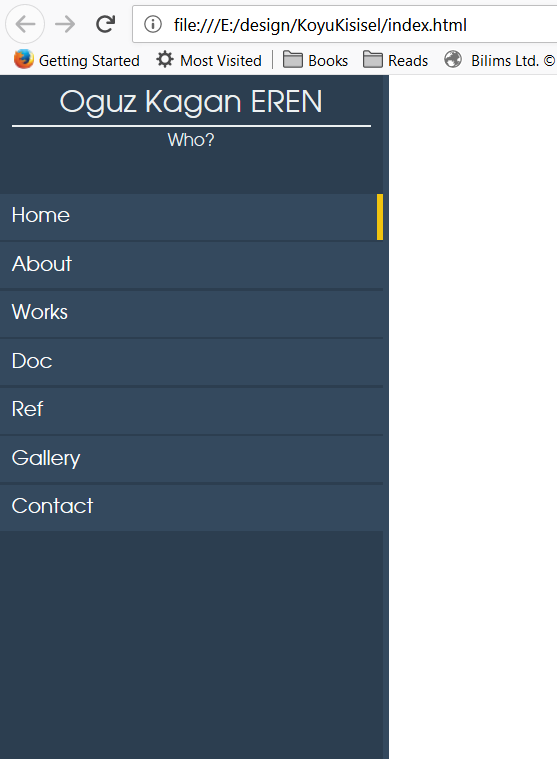 file:///E:/design/KoyuKisisel/index.html
Getting Started Most Visited Books Reads Bilims Ltd. ©
Oguz Kagan EREN
Who?
Home
About
Works
Doc
Ref
Gallery
Contact